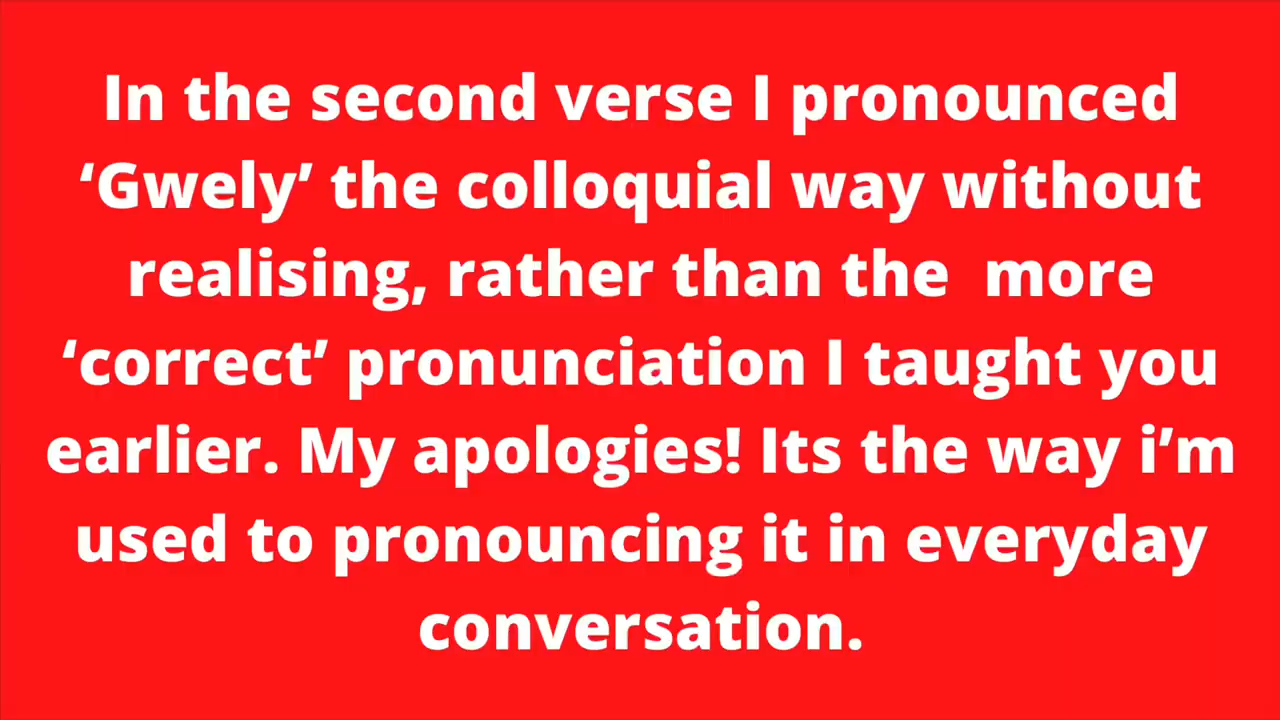 In the second verse I pronounced
‘Gwely’ the colloquial way without
realising, rather than the  more
‘correct’ pronunciation I taught you
earlier. My apologies! Its the way i’m
used to pronouncing it in everyday
conversation.